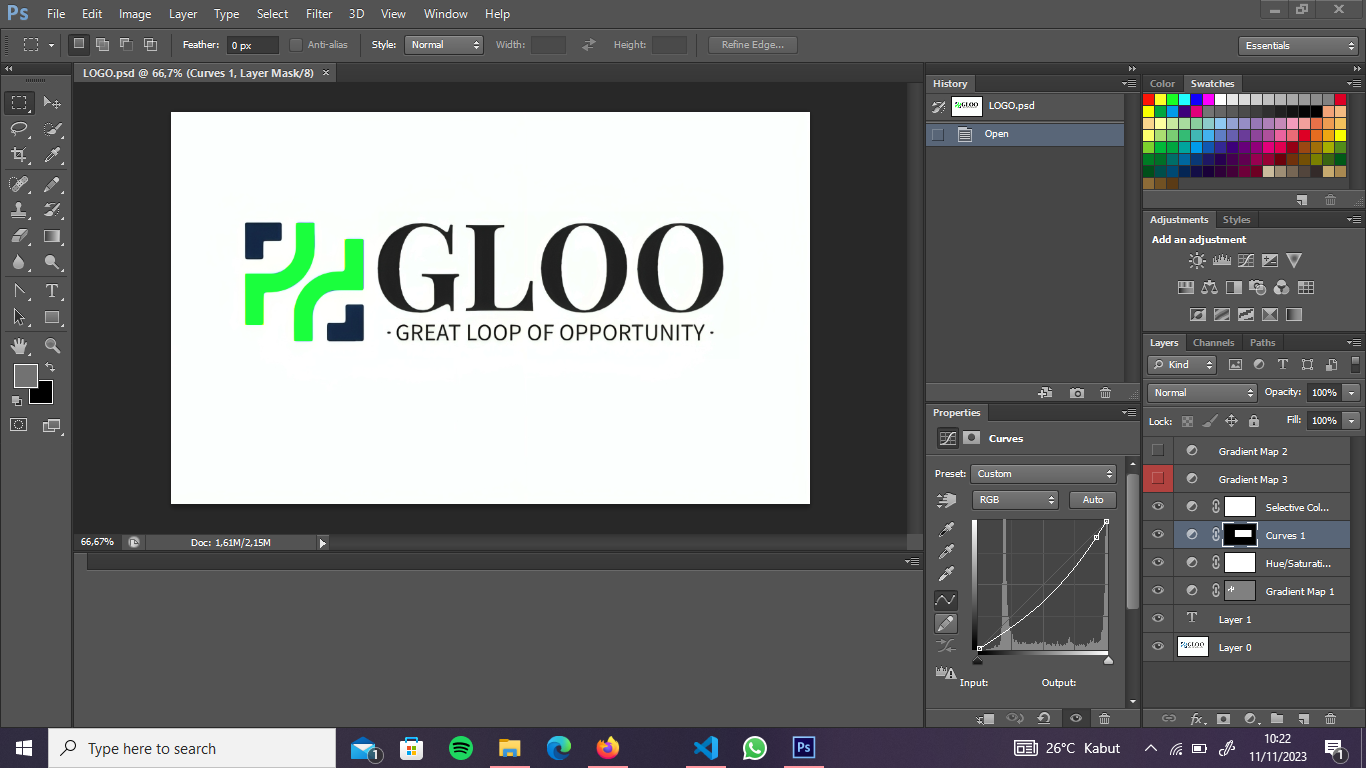 Ps File Edit Image Layer Type Select Filter 3D View Window Help
Feather: 0 px Anti-alias Style: Normal Width: Height: Refine Edge... Essentials
LOGO.psd @ 66,7% (Curves 1, Layer Mask/8) ×
GLOO
· GREAT LOOP OF OPPORTUNITY ·
66,67% Doc: 1,61M/2,15M
History
LOGO.psd
Open
Properties
Curves
Preset: Custom
RGB Auto
Input: Output:
Color Swatches
Adjustments Styles
Add an adjustment
Layers Channels Paths
Kind
Normal Opacity: 100%
Lock: Fill: 100%
Gradient Map 2
Gradient Map 3
Selective Col...
Curves 1
Hue/Saturati...
Gradient Map 1
T Layer 1
GLOO Layer 0
Type here to search
1
Ps
26°C Kabut
10:22
11/11/2023
1